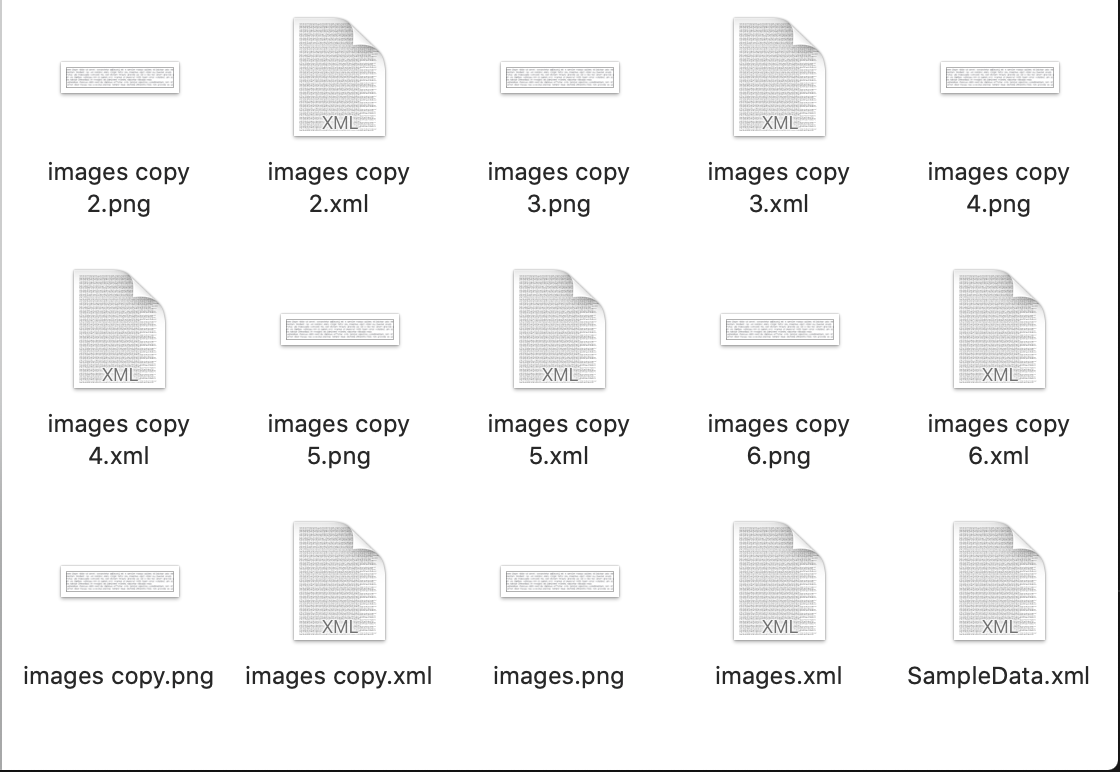 XML
XML
images copy
2.png
images copy
2.xml
images copy
3.png
images copy
3.xml
images copy
4.png
XML
XML
XML
images copy
4.xml
images copy
5.png
images copy
5.xml
images copy
6.png
images copy
6.xml
XML
XML
XML
images copy.png
images copy.xml
images.png
images.xml
SampleData.xml